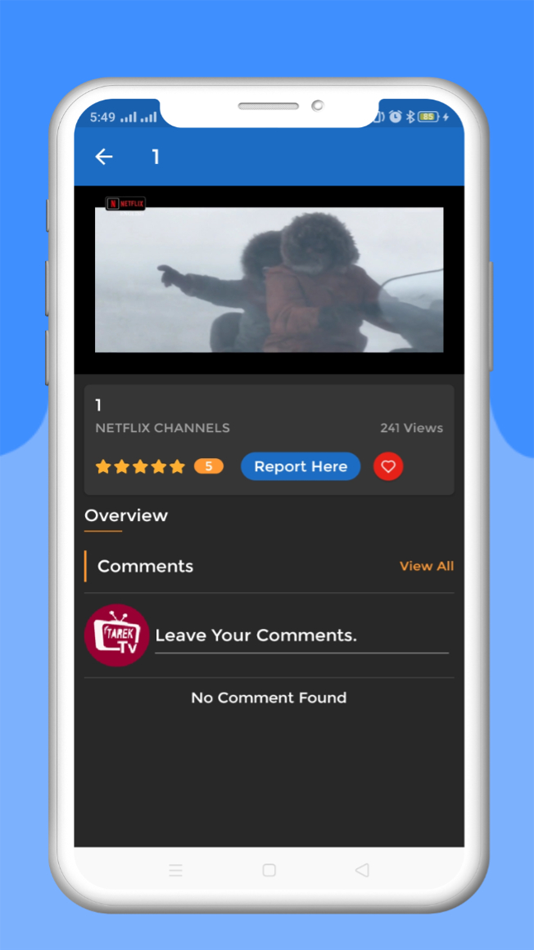 5:49
65
1
N NETFLIX
1
NETFLIX CHANNELS
241 Views
5
Report Here
Overview
Comments
View All
TAREK
TV
Leave Your Comments.
No Comment Found